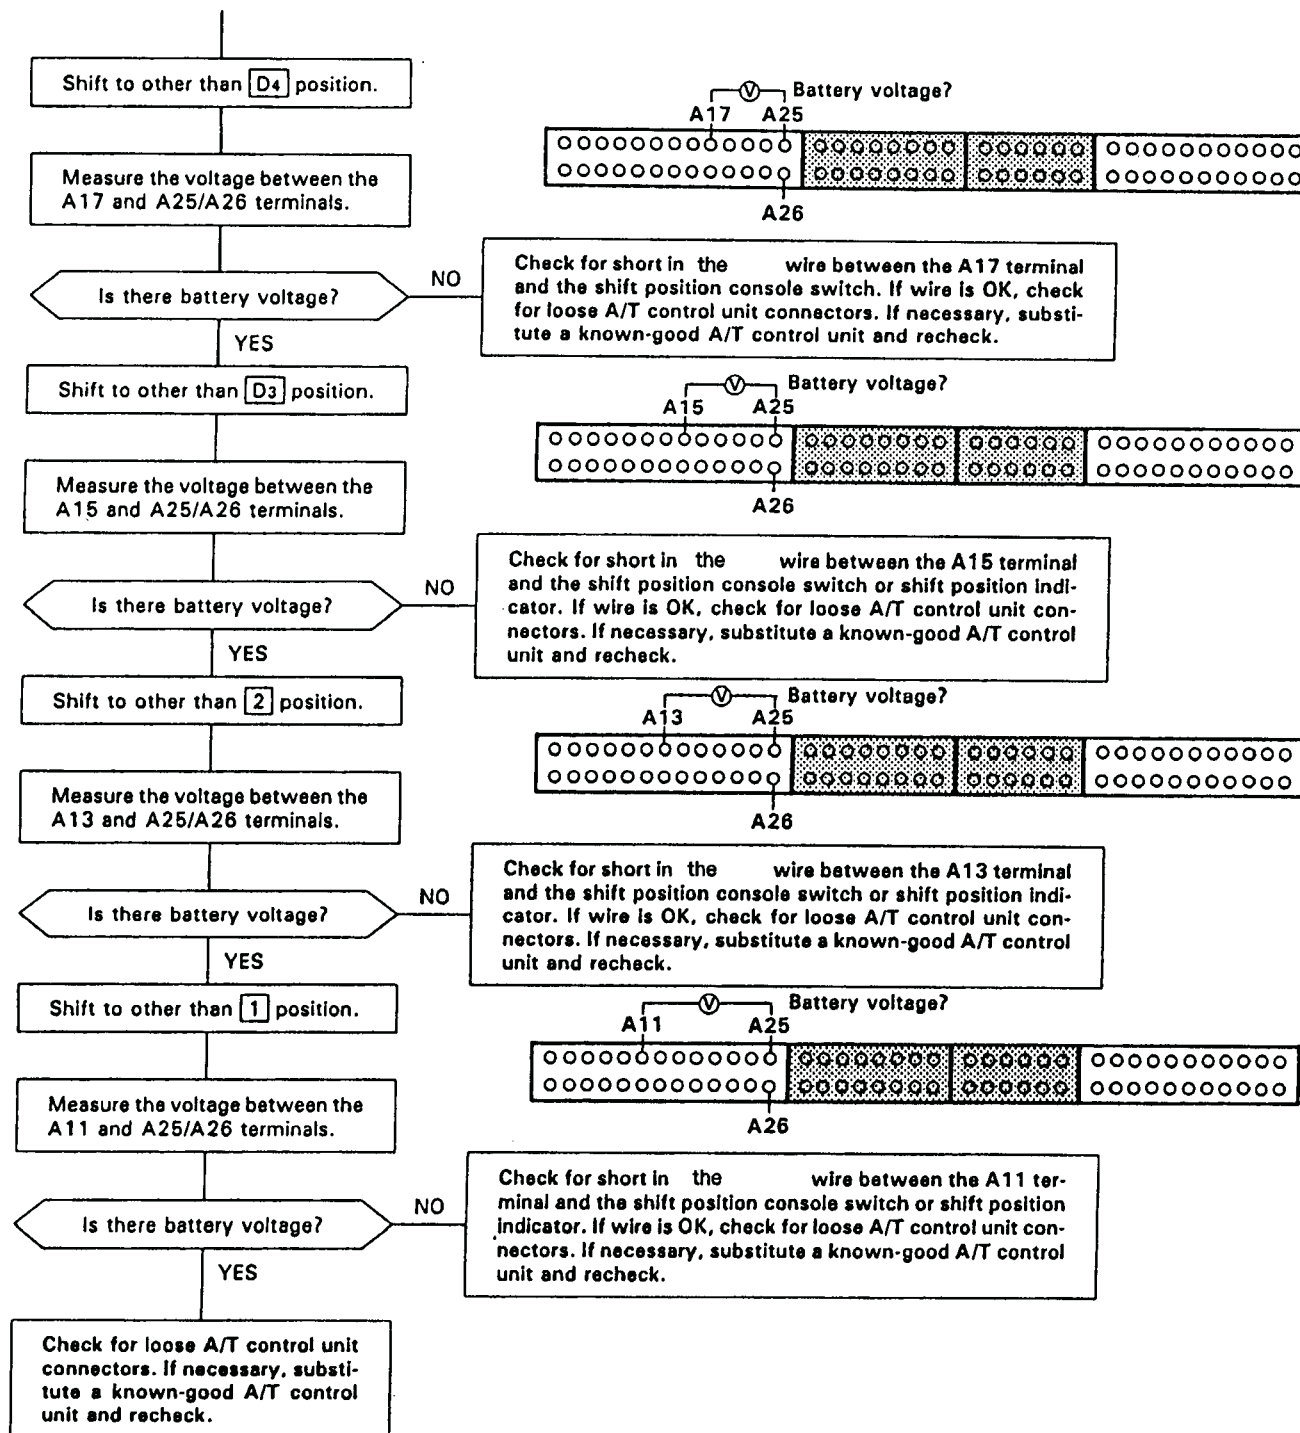 Shift to other than D4 position.
Battery voltage?
V
A17 A25
Measure the voltage between the
A17 and A25/A26 terminals.
A26
Is there battery voltage?
NO
Check for short in the wire between the A17 terminal
and the shift position console switch. If wire is OK, check
for loose A/T control unit connectors. If necessary, substi-
tute a known-good A/T control unit and recheck.
YES
Shift to other than D3 position.
Battery voltage?
V
A15 A25
Measure the voltage between the
A15 and A25/A26 terminals.
A26
Is there battery voltage?
NO
Check for short in the wire between the A15 terminal
and the shift position console switch or shift position indi-
cator. If wire is OK, check for loose A/T control unit con-
nectors. If necessary, substitute a known-good A/T control
unit and recheck.
YES
Shift to other than 2 position.
Battery voltage?
V
A13 A25
Measure the voltage between the
A13 and A25/A26 terminals.
A26
Is there battery voltage?
NO
Check for short in the wire between the A13 terminal
and the shift position console switch or shift position indi-
cator. If wire is OK, check for loose A/T control unit con-
nectors. If necessary, substitute a known-good A/T control
unit and recheck.
YES
Shift to other than 1 position.
Battery voltage?
V
A11 A25
Measure the voltage between the
A11 and A25/A26 terminals.
A26
Is there battery voltage?
NO
Check for short in the wire between the A11 ter-
minal and the shift position console switch or shift position
indicator. If wire is OK, check for loose A/T control unit con-
nectors. If necessary, substitute a known-good A/T control
unit and recheck.
YES
Check for loose A/T control unit
connectors. If necessary, substi-
tute a known-good A/T control
unit and recheck.